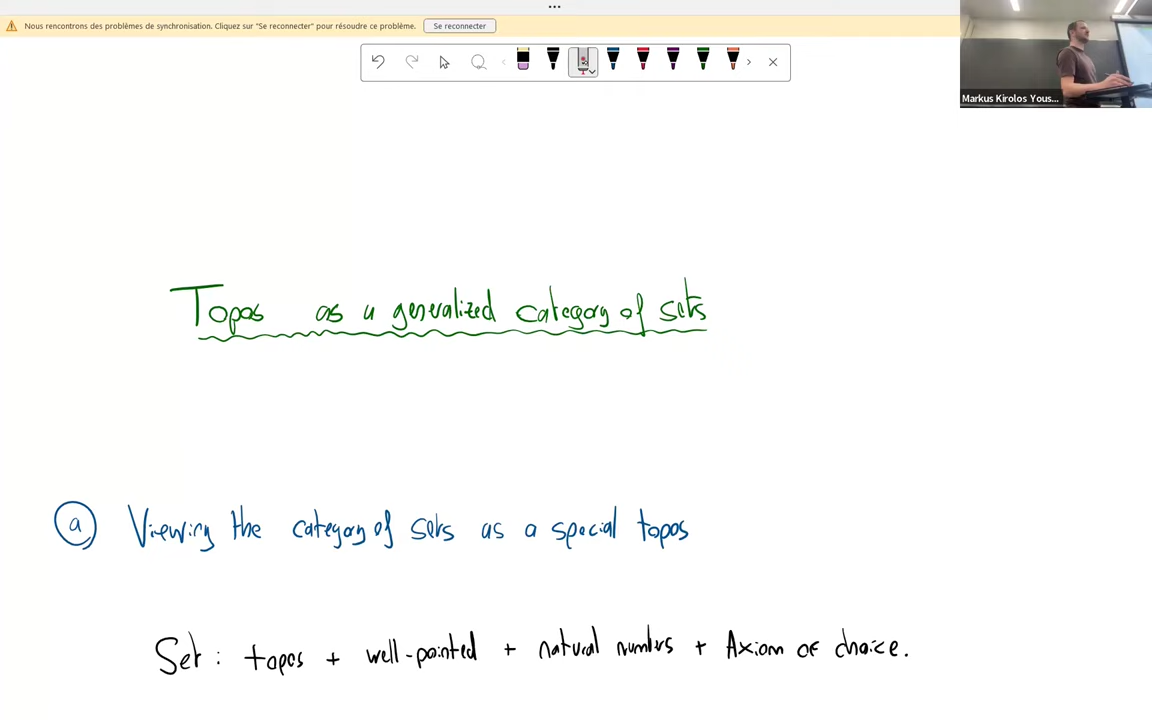 Nous rencontrons des problèmes de synchronisation. Cliquez sur "Se reconnecter" pour résoudre ce problème. Se reconnecter
Markus Kirolos Yous...
Topos as a generalized category of sets
a Viewing the category of sets as a special topos
Set : topos + well-pointed + natural numbers + Axiom of choice.